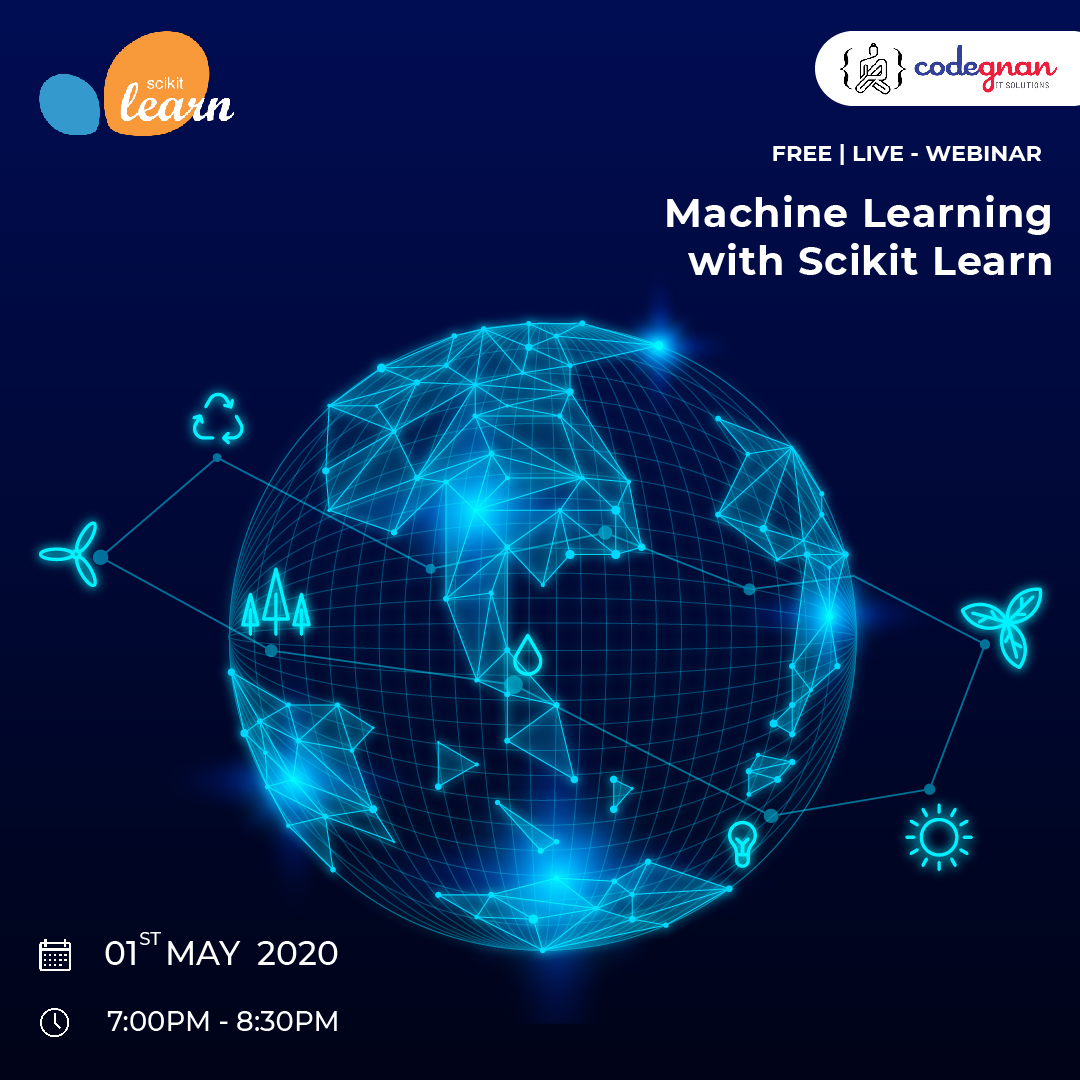 scikit
learn
codegnan
IT SOLUTIONS
FREE | LIVE - WEBINAR
Machine Learning
with Scikit Learn
01ST MAY 2020
7:00PM - 8:30PM